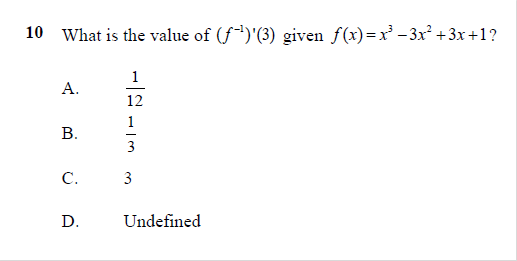 10 What is the value of (f⁻¹)'(3) given f(x) = x³ − 3x² + 3x + 1?
A. 1/12
B. 1/3
C. 3
D. Undefined